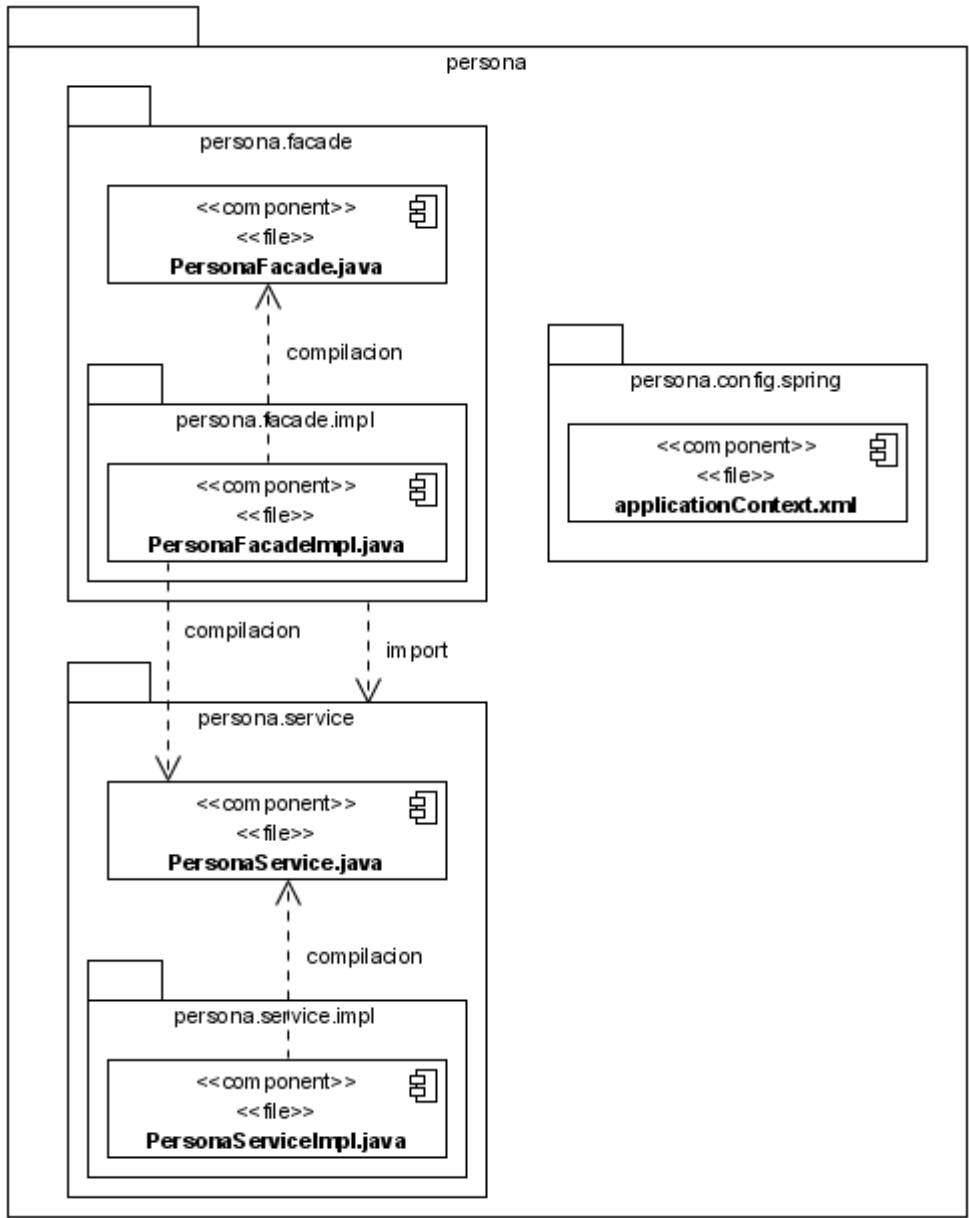 persona
persona.facade
<<component>>
<<file>>
PersonaFacade.java
compilacion
persona.facade.impl
<<component>>
<<file>>
PersonaFacadeImpl.java
persona.config.spring
<<component>>
<<file>>
applicationContext.xml
compilacion
import
persona.service
<<component>>
<<file>>
PersonaService.java
compilacion
persona.service.impl
<<component>>
<<file>>
PersonaServiceImpl.java